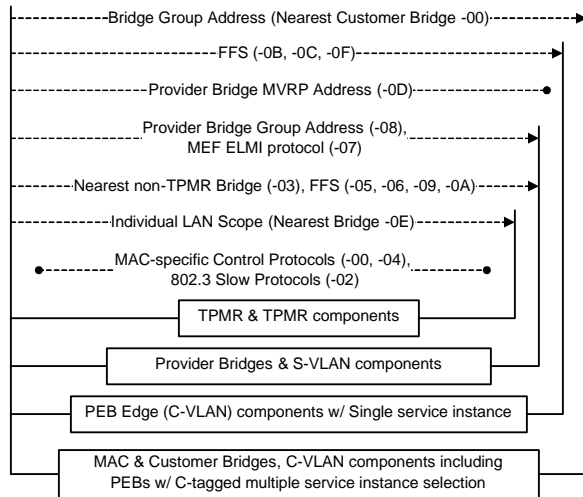 Bridge Group Address (Nearest Customer Bridge -00)
FFS (-0B, -0C, -0F)
Provider Bridge MVRP Address (-0D)
Provider Bridge Group Address (-08),
MEF ELMI protocol (-07)
Nearest non-TPMR Bridge (-03), FFS (-05, -06, -09, -0A)
Individual LAN Scope (Nearest Bridge -0E)
MAC-specific Control Protocols (-00, -04),
802.3 Slow Protocols (-02)
TPMR & TPMR components
Provider Bridges & S-VLAN components
PEB Edge (C-VLAN) components w/ Single service instance
MAC & Customer Bridges, C-VLAN components including
PEBs w/ C-tagged multiple service instance selection